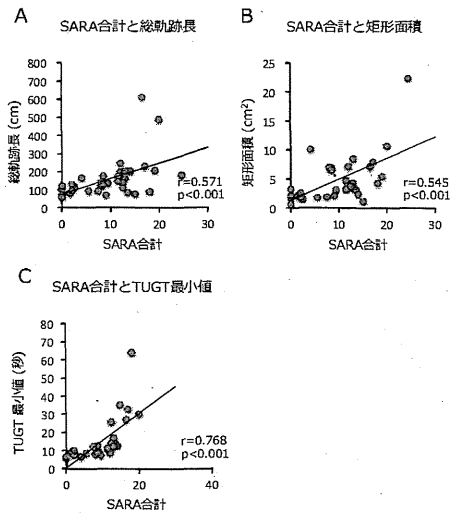 A
SARA合計と総軌跡長
総軌跡長 (cm)
800
700
600
500
400
300
200
100
0
0 10 20 30
r=0.571
p<0.001
SARA合計
B
SARA合計と矩形面積
矩形面積 (cm²)
25
20
15
10
5
0
0 10 20 30
r=0.545
p<0.001
SARA合計
C
SARA合計とTUGT最小値
TUGT 最小値 (秒)
80
70
60
50
40
30
20
10
0
0 20 40
r=0.768
p<0.001
SARA合計